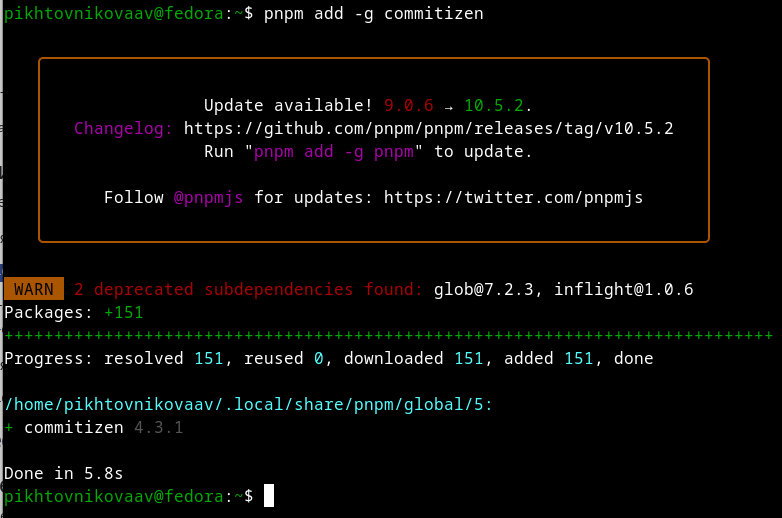 pikhtovnikovaav@fedora:~$ pnpm add -g commitizen
Update available! 9.0.6 → 10.5.2.
Changelog: https://github.com/pnpm/pnpm/releases/tag/v10.5.2
Run "pnpm add -g pnpm" to update.
Follow @pnpmjs for updates: https://twitter.com/pnpmjs
WARN 2 deprecated subdependencies found: glob@7.2.3, inflight@1.0.6
Packages: +151
+++++++++++++++++++++++++++++++++++++++++++++++++++++++++++++++++++++++++++++
Progress: resolved 151, reused 0, downloaded 151, added 151, done
/home/pikhtovnikovaav/.local/share/pnpm/global/5:
+ commitizen 4.3.1
Done in 5.8s
pikhtovnikovaav@fedora:~$